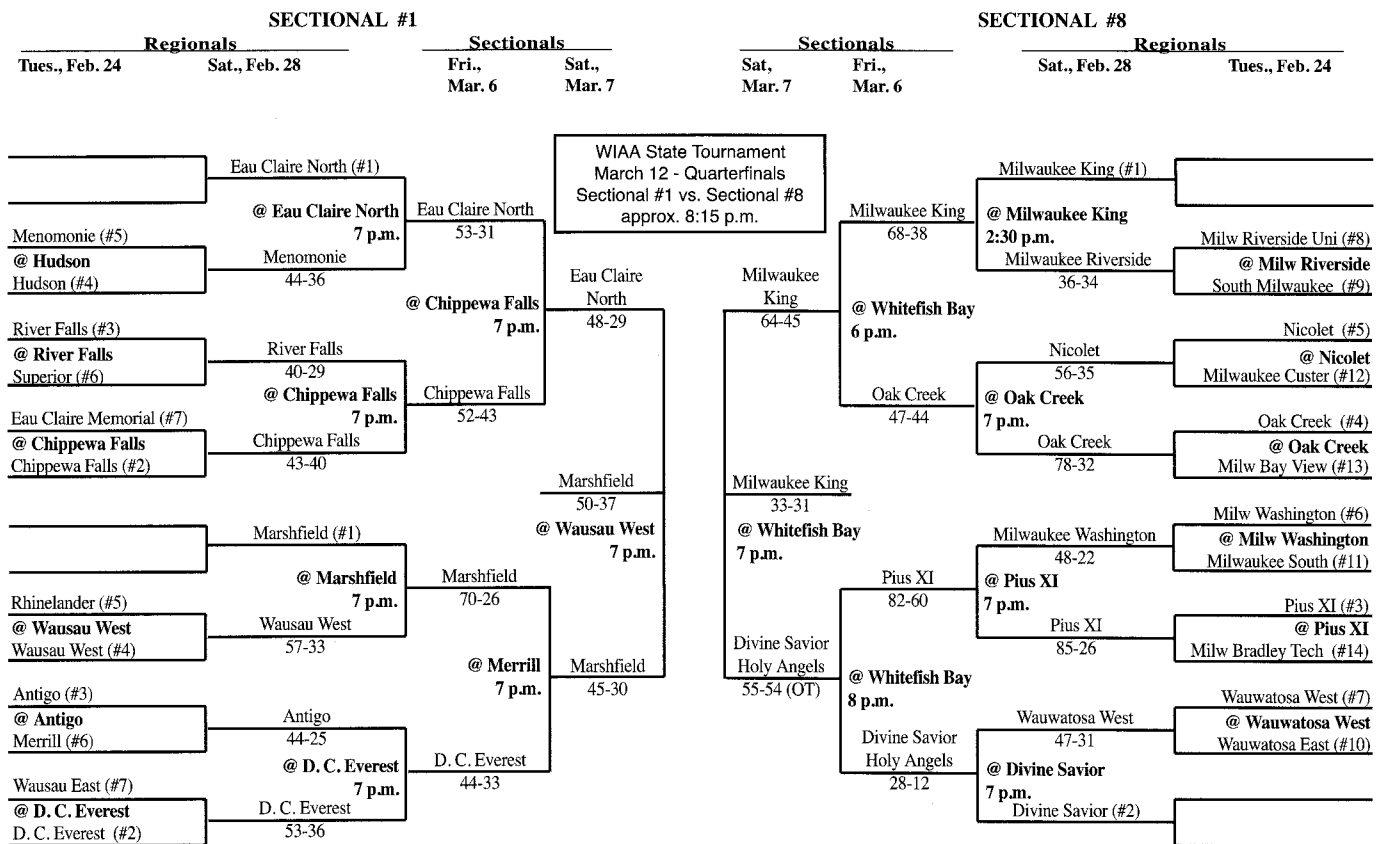 SECTIONAL #1
Regionals
Sectionals
Tues., Feb. 24
Sat., Feb. 28
Fri.,
Mar. 6
Sat.,
Mar. 7
Eau Claire North (#1)
@ Eau Claire North
7 p.m.
Menomonie (#5)
@ Hudson
Hudson (#4)
Menomonie
44-36
Eau Claire North
53-31
River Falls (#3)
@ River Falls
Superior (#6)
River Falls
40-29
@ Chippewa Falls
7 p.m.
Eau Claire Memorial (#7)
@ Chippewa Falls
Chippewa Falls (#2)
Chippewa Falls
43-40
Chippewa Falls
52-43
@ Chippewa Falls
7 p.m.
Eau Claire
North
48-29
Marshfield
50-37
@ Wausau West
7 p.m.
Marshfield (#1)
@ Marshfield
7 p.m.
Rhinelander (#5)
@ Wausau West
Wausau West (#4)
Wausau West
57-33
Marshfield
70-26
@ Merrill
7 p.m.
Marshfield
45-30
Antigo (#3)
@ Antigo
Merrill (#6)
Antigo
44-25
@ D. C. Everest
7 p.m.
Wausau East (#7)
@ D. C. Everest
D. C. Everest (#2)
D. C. Everest
53-36
D. C. Everest
44-33
WIAA State Tournament
March 12 - Quarterfinals
Sectional #1 vs. Sectional #8
approx. 8:15 p.m.
SECTIONAL #8
Sectionals
Regionals
Sat,
Mar. 7
Fri.,
Mar. 6
Sat., Feb. 28
Tues., Feb. 24
Milwaukee King (#1)
@ Milwaukee King
2:30 p.m.
Milwaukee Riverside
36-34
Milw Riverside Uni (#8)
@ Milw Riverside
South Milwaukee (#9)
Milwaukee King
68-38
Milwaukee
King
64-45
@ Whitefish Bay
6 p.m.
Nicolet (#5)
@ Nicolet
Milwaukee Custer (#12)
Nicolet
56-35
@ Oak Creek
7 p.m.
Oak Creek
47-44
Oak Creek (#4)
@ Oak Creek
Milw Bay View (#13)
Oak Creek
78-32
Milwaukee King
33-31
@ Whitefish Bay
7 p.m.
Milw Washington (#6)
@ Milw Washington
Milwaukee South (#11)
Milwaukee Washington
48-22
@ Pius XI
7 p.m.
Pius XI
82-60
Pius XI (#3)
@ Pius XI
Milw Bradley Tech (#14)
Pius XI
85-26
Divine Savior
Holy Angels
55-54 (OT)
@ Whitefish Bay
8 p.m.
Wauwatosa West (#7)
@ Wauwatosa West
Wauwatosa East (#10)
Wauwatosa West
47-31
@ Divine Savior
7 p.m.
Divine Savior
Holy Angels
28-12
Divine Savior (#2)